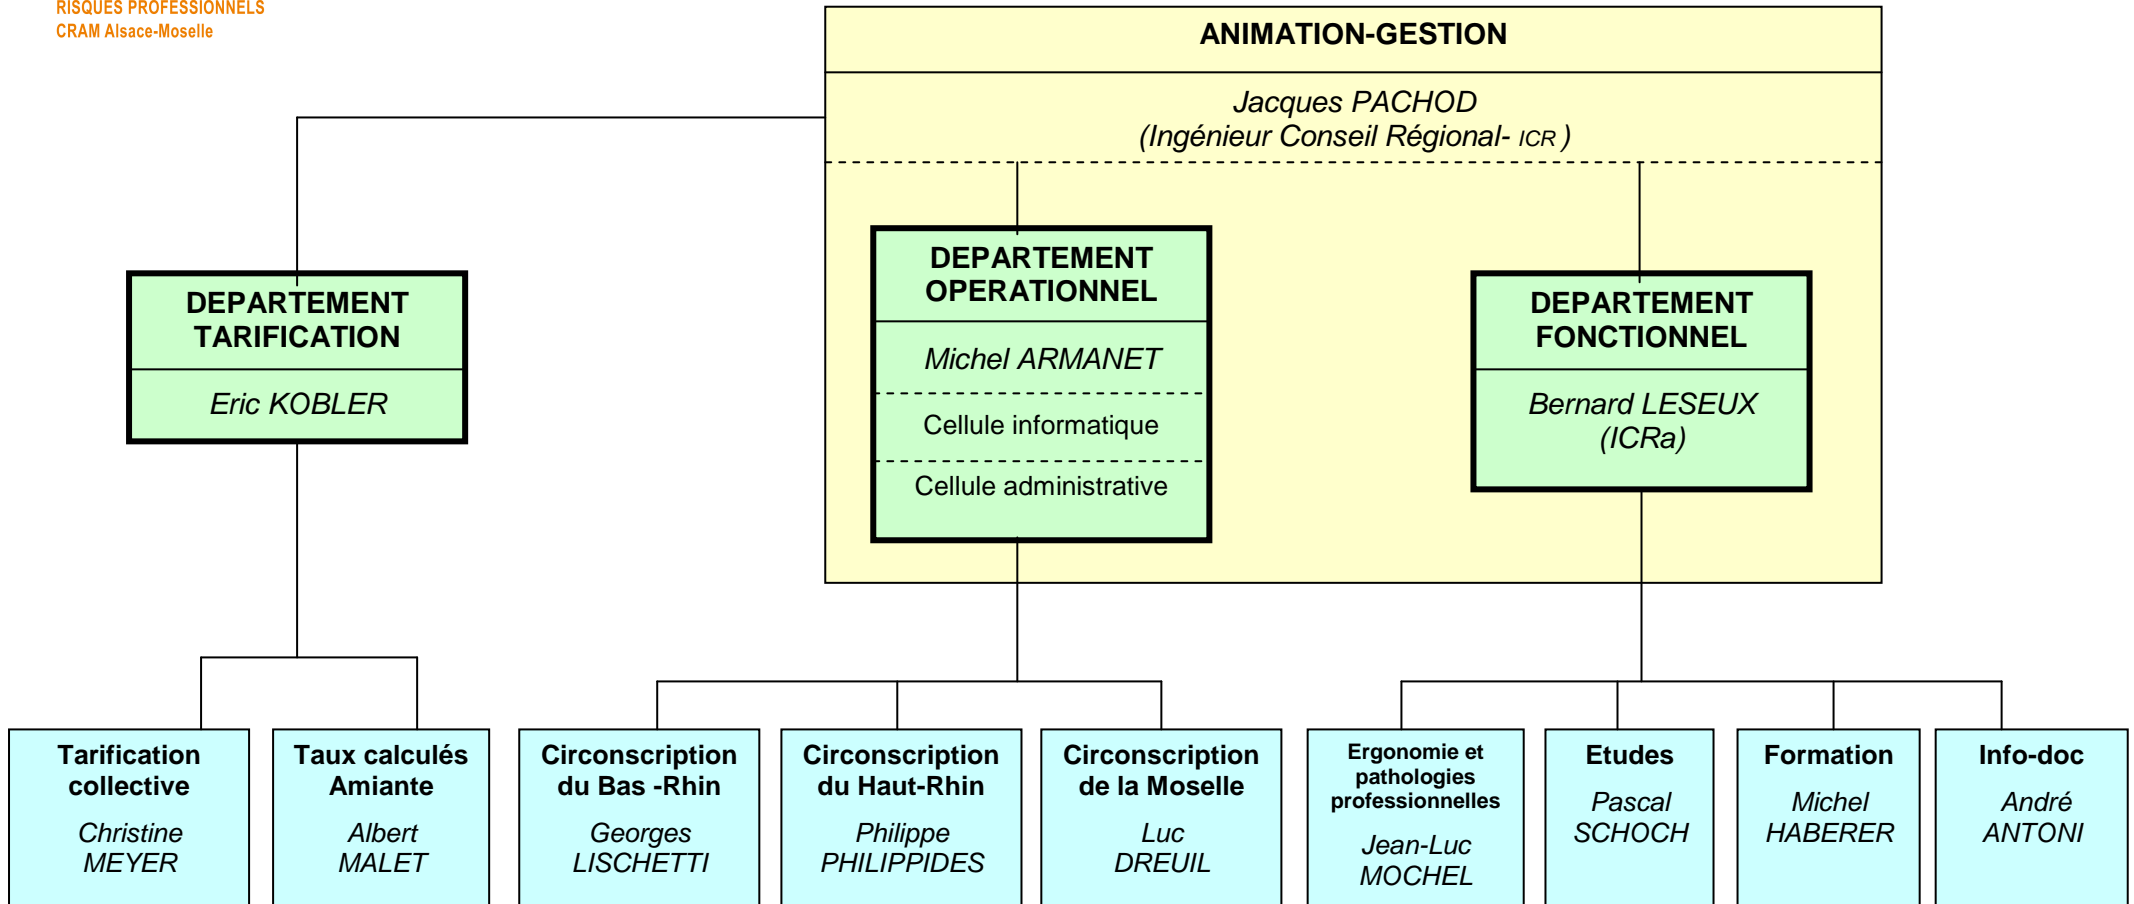 RISQUES PROFESSIONNELS
CRAM Alsace-Moselle
ANIMATION-GESTION
Jacques PACHOD
(Ingénieur Conseil Régional- ICR )
DEPARTEMENT
TARIFICATION
Eric KOBLER
DEPARTEMENT
OPERATIONNEL
Michel ARMANET
Cellule informatique
Cellule administrative
DEPARTEMENT
FONCTIONNEL
Bernard LESEUX
(ICRa)
Tarification
collective
Christine
MEYER
Taux calculés
Amiante
Albert
MALET
Circonscription
du Bas -Rhin
Georges
LISCHETTI
Circonscription
du Haut-Rhin
Philippe
PHILIPPIDES
Circonscription
de la Moselle
Luc
DREUIL
Ergonomie et
pathologies
professionnelles
Jean-Luc
MOCHEL
Etudes
Pascal
SCHOCH
Formation
Michel
HABERER
Info-doc
André
ANTONI